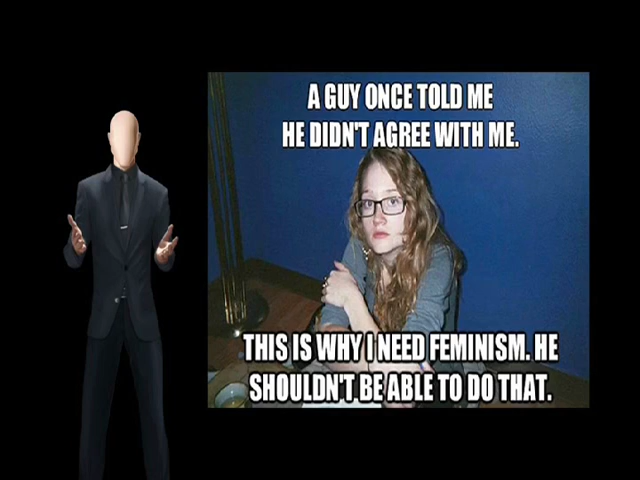 A GUY ONCE TOLD ME
HE DIDN'T AGREE WITH ME.
THIS IS WHY I NEED FEMINISM. HE
SHOULDN'T BE ABLE TO DO THAT.